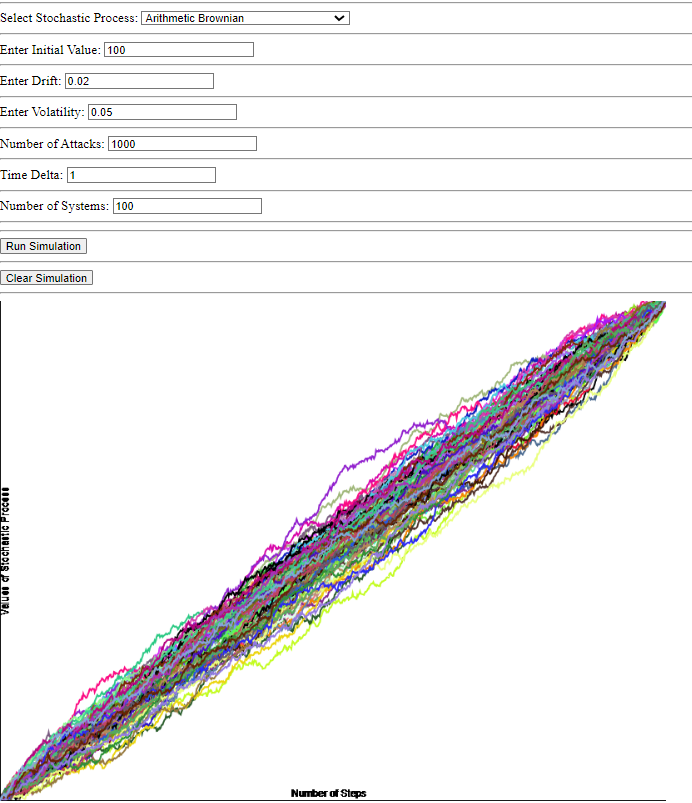 Select Stochastic Process: Arithmetic Brownian
Enter Initial Value: 100
Enter Drift: 0.02
Enter Volatility: 0.05
Number of Attacks: 1000
Time Delta: 1
Number of Systems: 100
Run Simulation
Clear Simulation
Values of Stochastic Process
Number of Steps